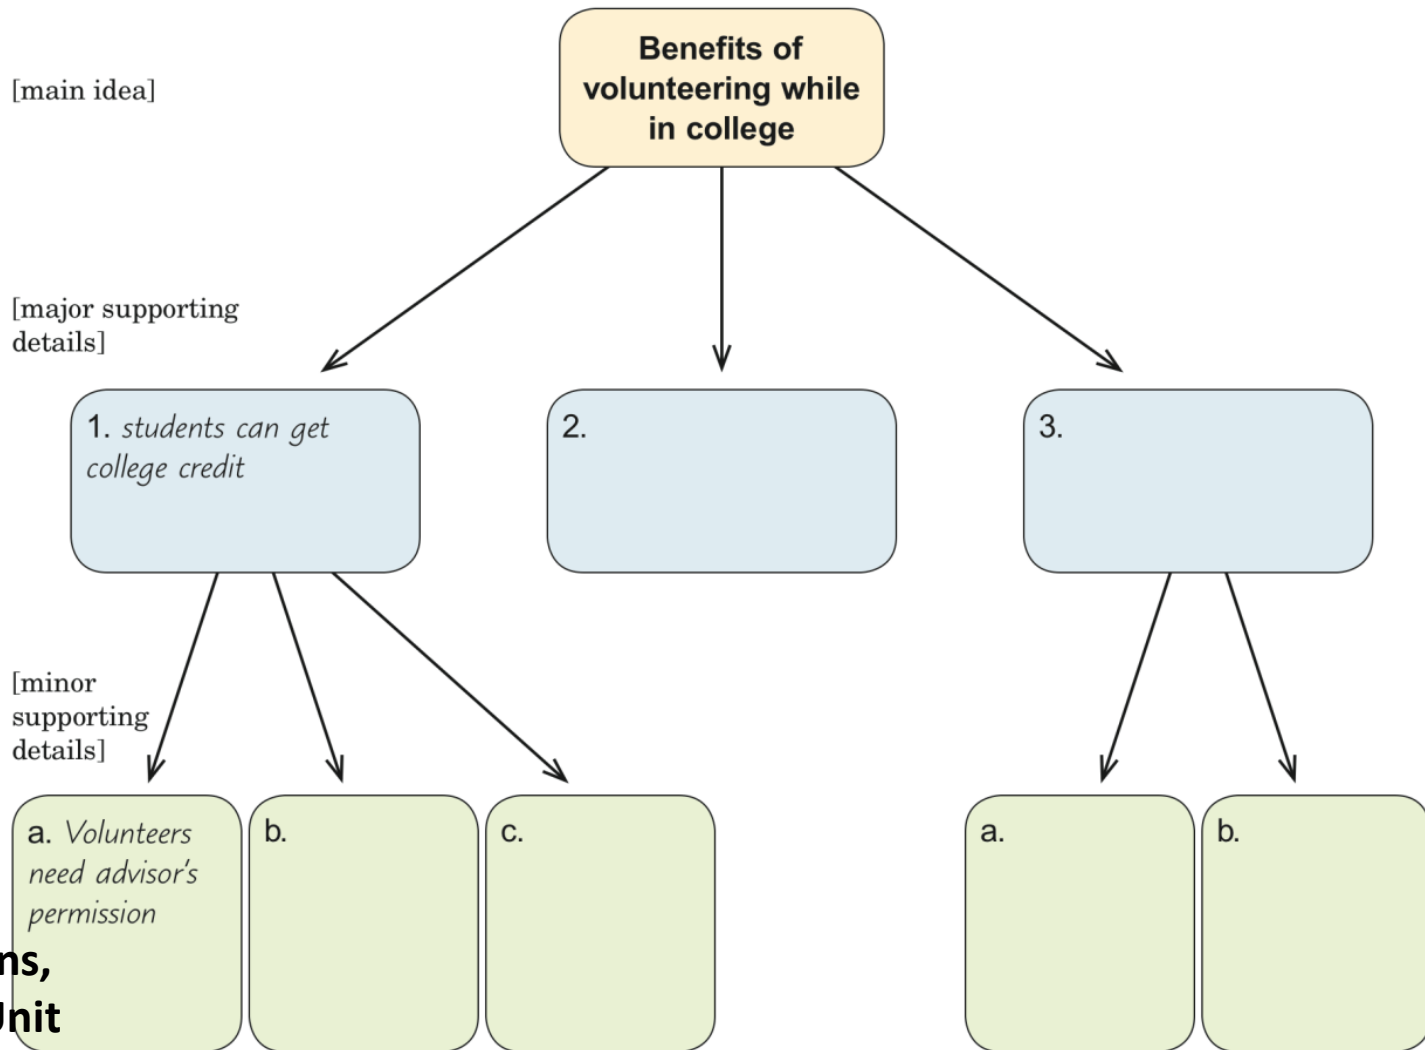 Benefits of
volunteering while
in college
[main idea]
[major supporting
details]
1. students can get
college credit
2.
3.
[minor
supporting
details]
a. Volunteers
need advisor's
permission
b.
c.
a.
b.
ns,
Unit